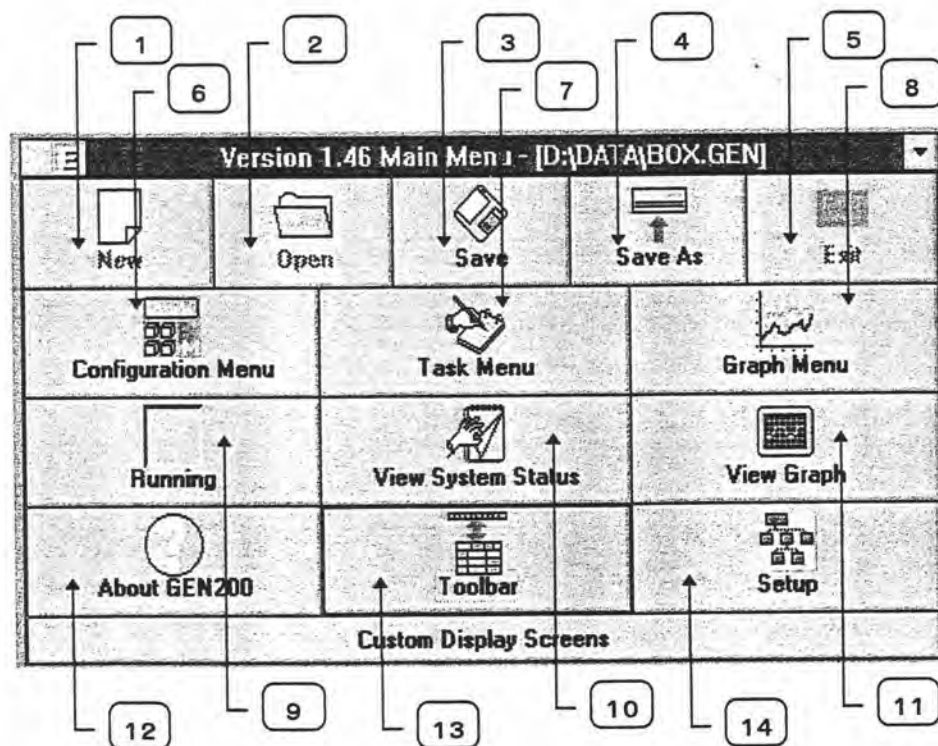 1 2 3 4 5
6 7 8
Version 1.46 Main Menu - [D:\DATA\BOX.GEN]
New Open Save Save As Exit
Configuration Menu Task Menu Graph Menu
Running View System Status View Graph
About GEN200 Toolbar Setup
Custom Display Screens
9 10 11
12 13 14